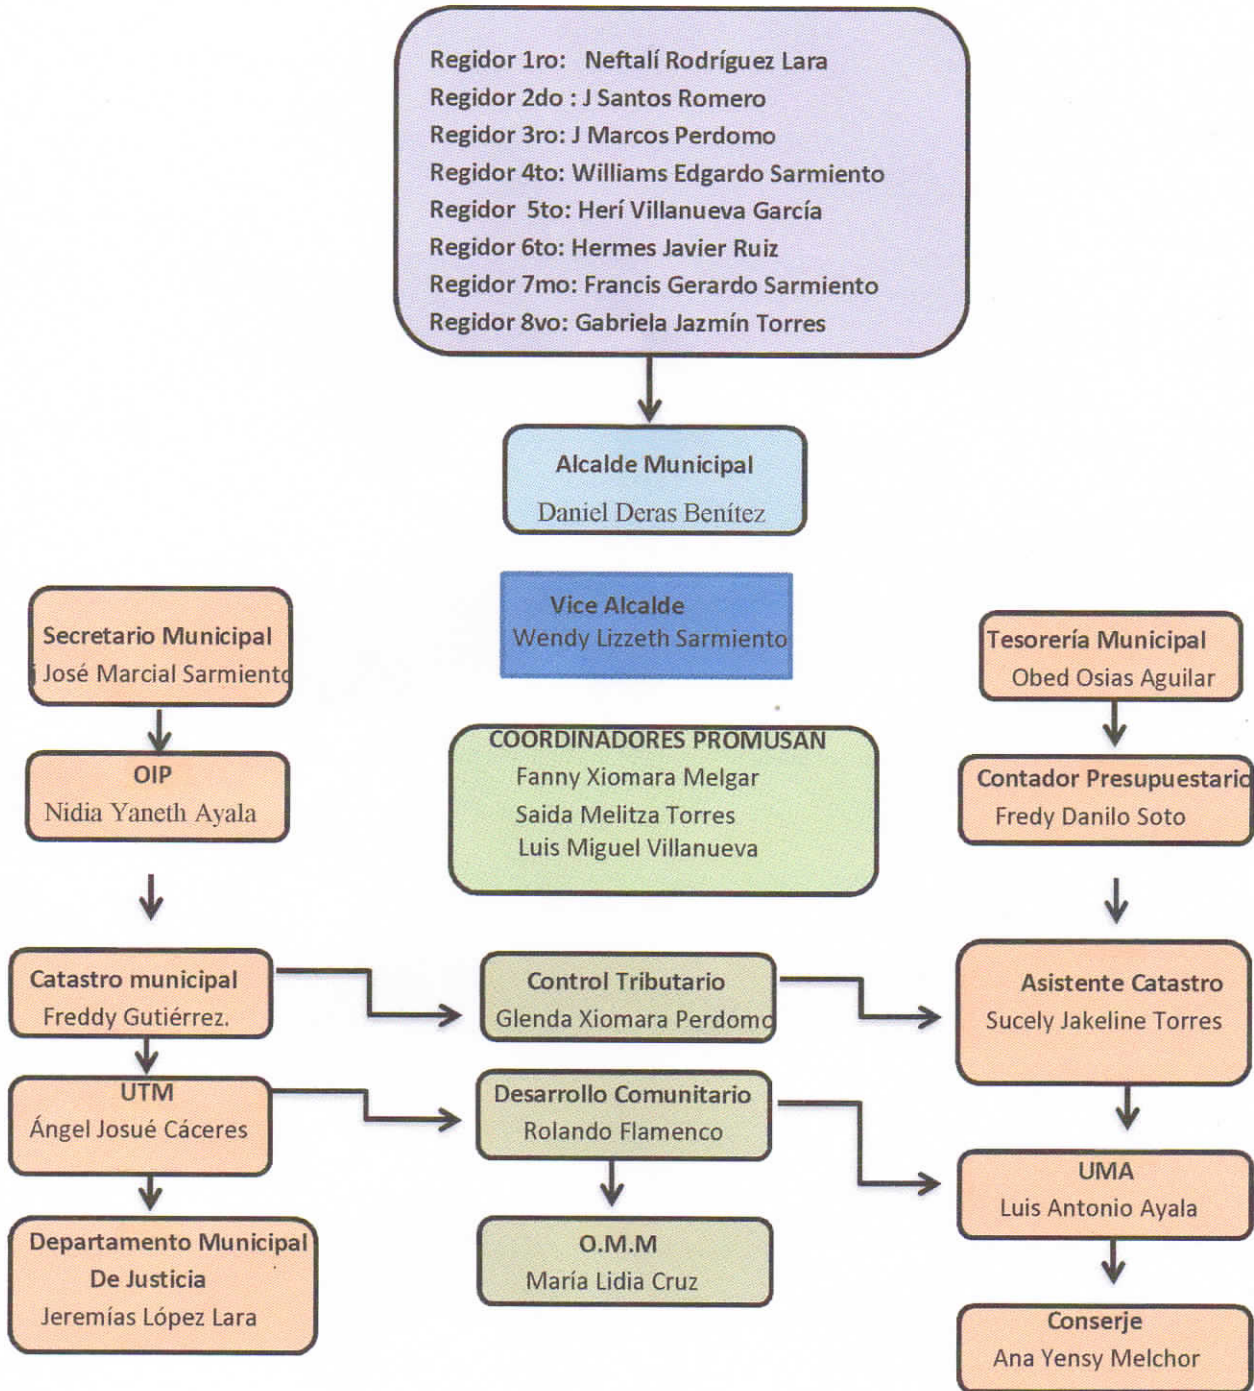 Regidor 1ro: Neftalí Rodríguez Lara
Regidor 2do : J Santos Romero
Regidor 3ro: J Marcos Perdomo
Regidor 4to: Williams Edgardo Sarmiento
Regidor 5to: Herí Villanueva García
Regidor 6to: Hermes Javier Ruiz
Regidor 7mo: Francis Gerardo Sarmiento
Regidor 8vo: Gabriela Jazmín Torres
Alcalde Municipal
Daniel Deras Benítez
Vice Alcalde
Wendy Lizzeth Sarmiento
Secretario Municipal
José Marcial Sarmiento
Tesorería Municipal
Obed Osias Aguilar
OIP
Nidia Yaneth Ayala
COORDINADORES PROMUSAN
Fanny Xiomara Melgar
Saida Melitza Torres
Luis Miguel Villanueva
Contador Presupuestario
Fredy Danilo Soto
Catastro municipal
Freddy Gutiérrez.
Control Tributario
Glenda Xiomara Perdomo
Asistente Catastro
Sucely Jakeline Torres
UTM
Ángel Josué Cáceres
Desarrollo Comunitario
Rolando Flamenco
UMA
Luis Antonio Ayala
Departamento Municipal
De Justicia
Jeremías López Lara
O.M.M
María Lidia Cruz
Conserje
Ana Yensy Melchor